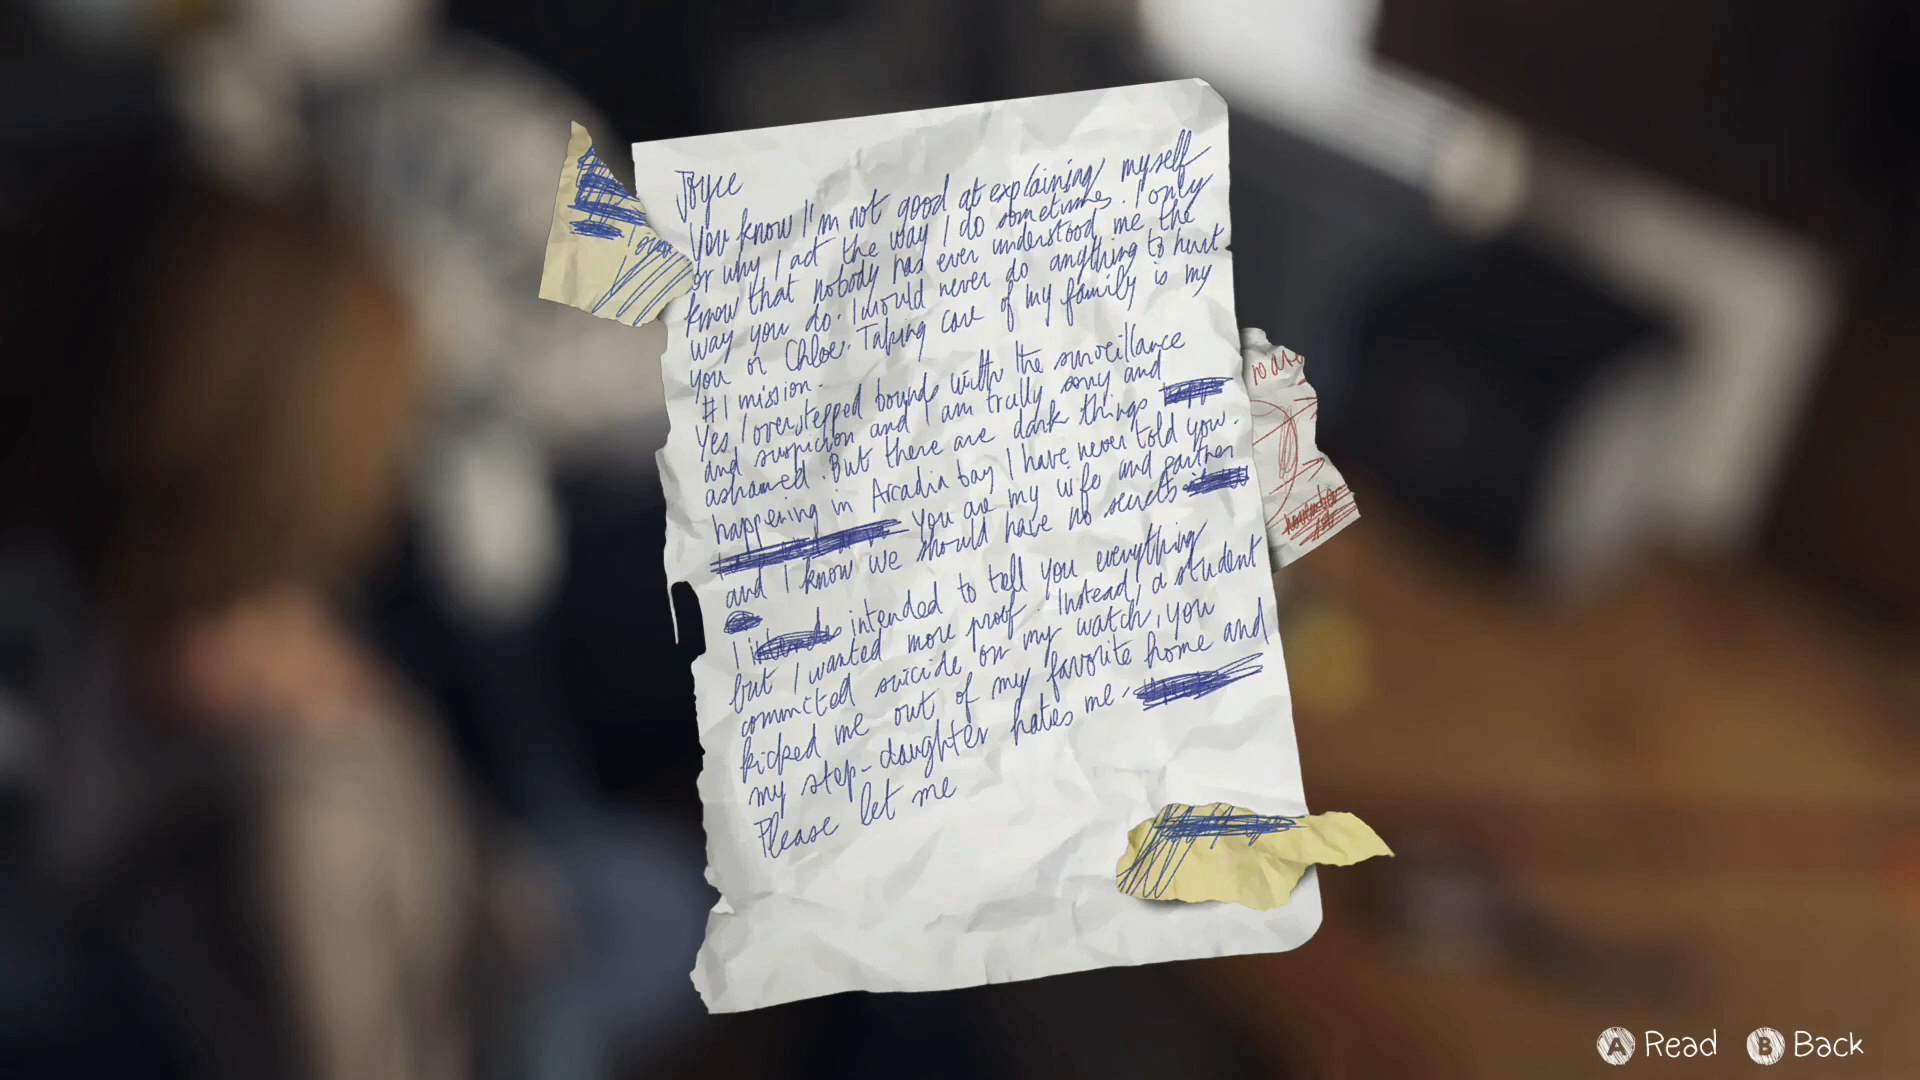 Joyce
You know I'm not good at explaining myself
or why I act the way I do sometimes. I only
know that nobody has ever understood me the
way you do. I would never do anything to hurt
you or Chloe. Taking care of my family is my
#1 mission.
Yes I overstepped bounds with the surveillance
and suspicion and I am trully sorry and
ashamed. But there are dark things
happening in Arcadia bay I have never told you.
You are my wife and partner
and I know we should have no secrets
I intended to tell you everything
but I wanted more proof. Instead, a student
committed suicide on my watch, you
kicked me out of my favorite home and
my step-daughter hates me.
Please let me
A Read B Back